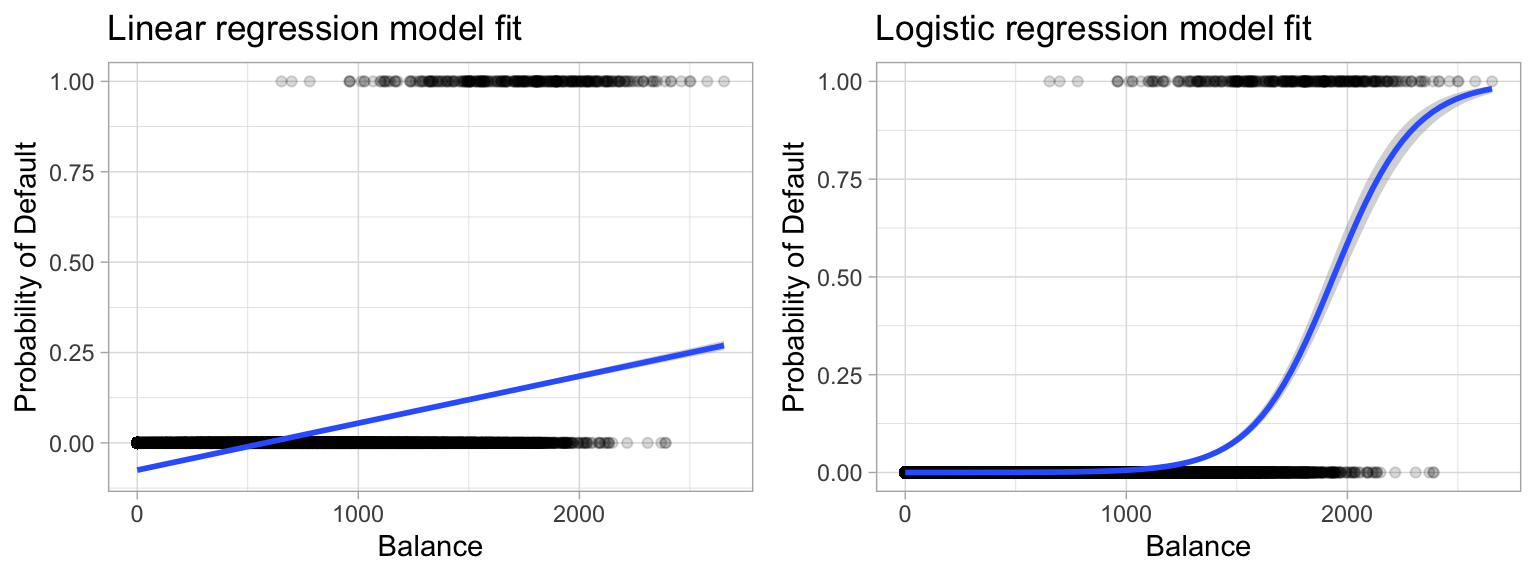 Linear regression model fit
Probability of Default
1.00
0.75
0.50
0.25
0.00
0 1000 2000
Balance
Logistic regression model fit
Probability of Default
1.00
0.75
0.50
0.25
0.00
0 1000 2000
Balance